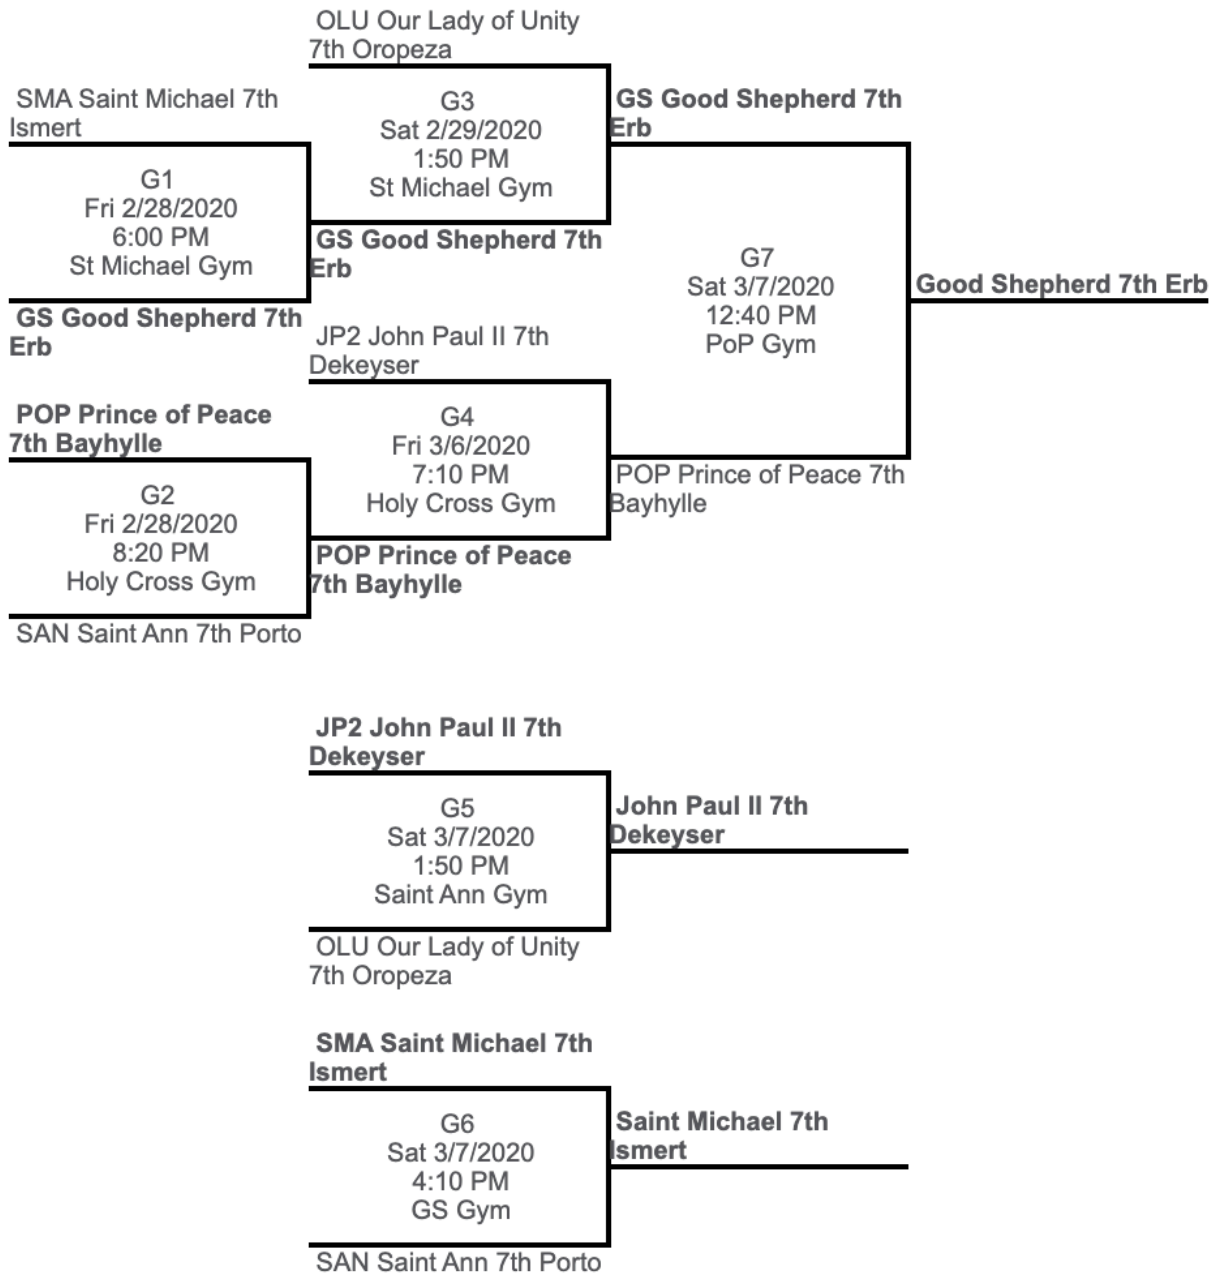 OLU Our Lady of Unity
7th Oropeza
SMA Saint Michael 7th
Ismert
G1
Fri 2/28/2020
6:00 PM
St Michael Gym
GS Good Shepherd 7th
Erb
G3
Sat 2/29/2020
1:50 PM
St Michael Gym
GS Good Shepherd 7th
Erb
GS Good Shepherd 7th
Erb
G7
Sat 3/7/2020
12:40 PM
PoP Gym
Good Shepherd 7th Erb
JP2 John Paul II 7th
Dekeyser
POP Prince of Peace
7th Bayhylle
G2
Fri 2/28/2020
8:20 PM
Holy Cross Gym
SAN Saint Ann 7th Porto
G4
Fri 3/6/2020
7:10 PM
Holy Cross Gym
POP Prince of Peace
7th Bayhylle
POP Prince of Peace 7th
Bayhylle
JP2 John Paul II 7th
Dekeyser
G5
Sat 3/7/2020
1:50 PM
Saint Ann Gym
OLU Our Lady of Unity
7th Oropeza
John Paul II 7th
Dekeyser
SMA Saint Michael 7th
Ismert
G6
Sat 3/7/2020
4:10 PM
GS Gym
SAN Saint Ann 7th Porto
Saint Michael 7th
Ismert